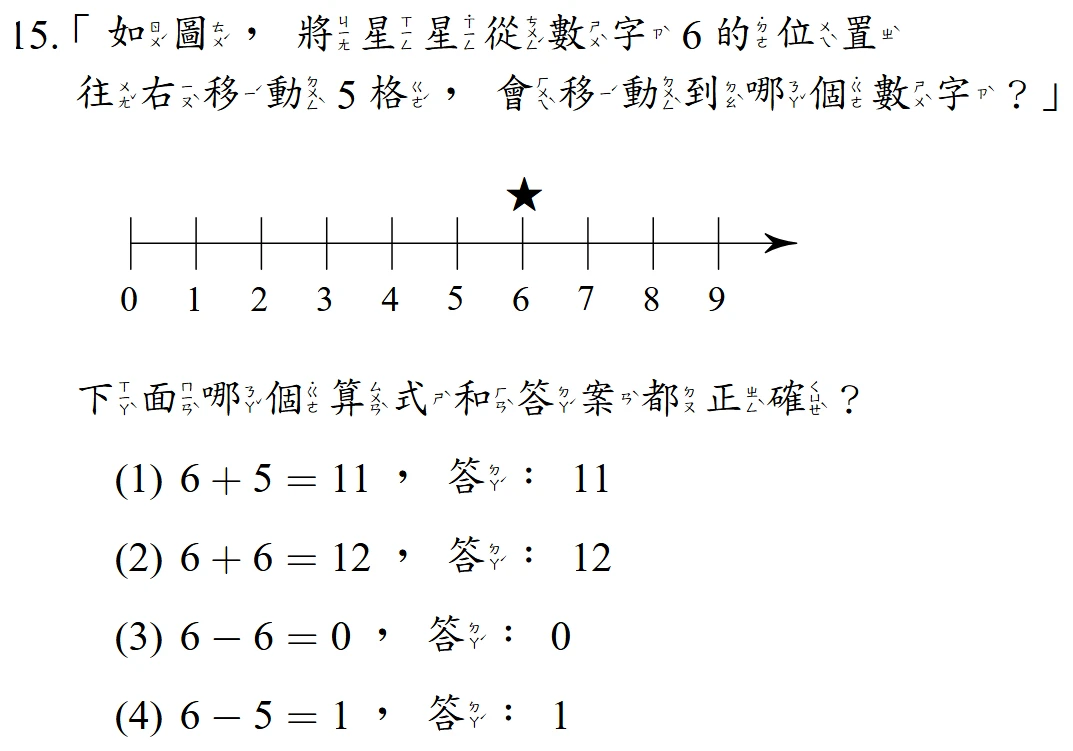 15.「如圖，將星星從數字6的位置
往右移動5格，會移動到哪個數字？」
0 1 2 3 4 5 6 7 8 9
下面哪個算式和答案都正確？
(1) 6 + 5 = 11，答： 11
(2) 6 + 6 = 12，答： 12
(3) 6 − 6 = 0，答： 0
(4) 6 − 5 = 1，答： 1